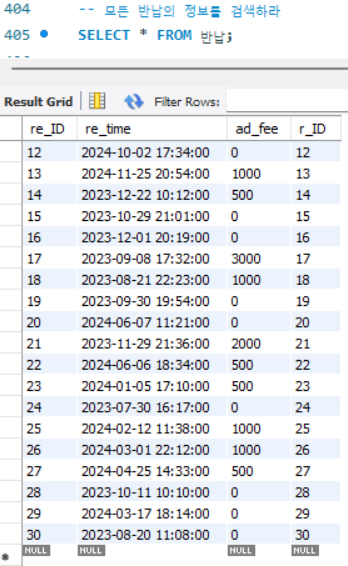 404 -- 모든 반납의 정보를 검색하라
405 SELECT * FROM 반납;
Result Grid Filter Rows:
re_ID re_time ad_fee r_ID
12 2024-10-02 17:34:00 0 12
13 2024-11-25 20:54:00 1000 13
14 2023-12-22 10:12:00 500 14
15 2023-10-29 21:01:00 0 15
16 2023-12-01 20:19:00 0 16
17 2023-09-08 17:32:00 3000 17
18 2023-08-21 22:23:00 1000 18
19 2023-09-30 19:54:00 0 19
20 2024-06-07 11:21:00 0 20
21 2023-11-29 21:36:00 2000 21
22 2024-06-06 18:34:00 500 22
23 2024-01-05 17:10:00 500 23
24 2023-07-30 16:17:00 0 24
25 2024-02-12 11:38:00 1000 25
26 2024-03-01 22:12:00 1000 26
27 2024-04-25 14:33:00 500 27
28 2023-10-11 10:10:00 0 28
29 2024-03-17 18:14:00 0 29
30 2023-08-20 11:08:00 0 30
* NULL NULL NULL NULL